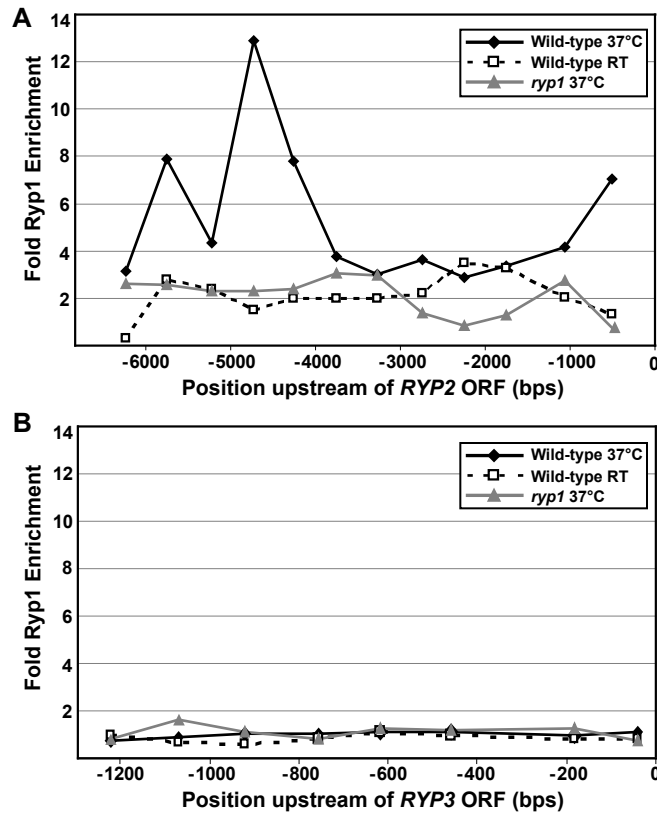 A
14
12
10
8
6
4
2
Fold Ryp1 Enrichment
Wild-type 37°C
Wild-type RT
ryp1 37°C
-6000 -5000 -4000 -3000 -2000 -1000 0
Position upstream of RYP2 ORF (bps)
B
14
12
10
8
6
4
2
Fold Ryp1 Enrichment
Wild-type 37°C
Wild-type RT
ryp1 37°C
-1200 -1000 -800 -600 -400 -200 0
Position upstream of RYP3 ORF (bps)